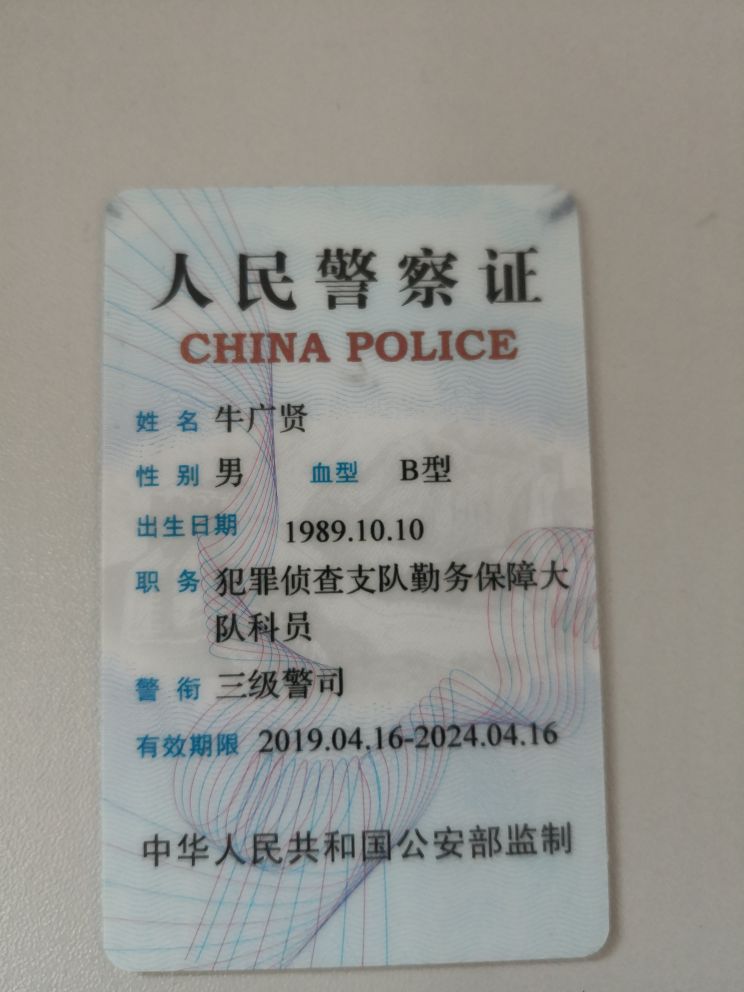 人民警察证
CHINA POLICE
姓 名 牛广贤
性 别 男 血型 B型
出生日期 1989.10.10
职 务 犯罪侦查支队勤务保障大
队科员
警 衔 三级警司
有效期限 2019.04.16-2024.04.16
中华人民共和国公安部监制